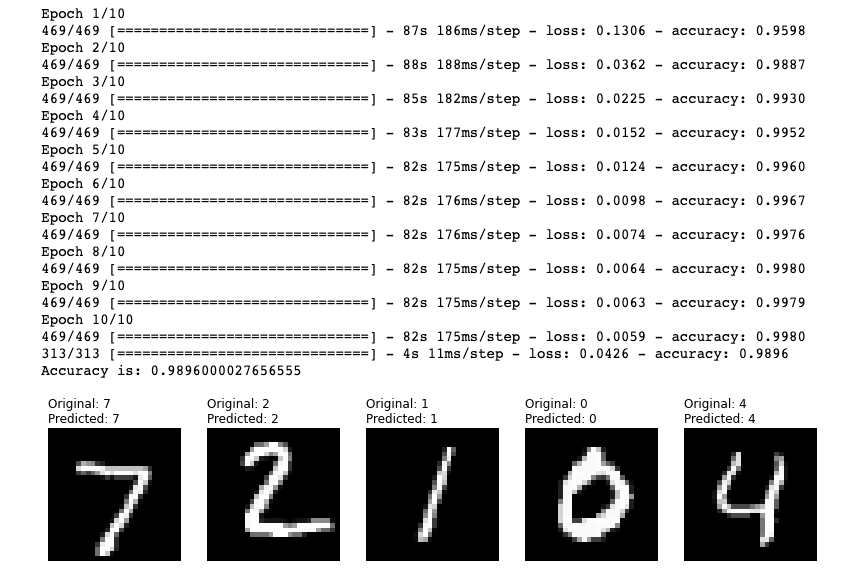 Epoch 1/10
469/469 [==============================] - 87s 186ms/step - loss: 0.1306 - accuracy: 0.9598
Epoch 2/10
469/469 [==============================] - 88s 188ms/step - loss: 0.0362 - accuracy: 0.9887
Epoch 3/10
469/469 [==============================] - 85s 182ms/step - loss: 0.0225 - accuracy: 0.9930
Epoch 4/10
469/469 [==============================] - 83s 177ms/step - loss: 0.0152 - accuracy: 0.9952
Epoch 5/10
469/469 [==============================] - 82s 175ms/step - loss: 0.0124 - accuracy: 0.9960
Epoch 6/10
469/469 [==============================] - 82s 176ms/step - loss: 0.0098 - accuracy: 0.9967
Epoch 7/10
469/469 [==============================] - 82s 176ms/step - loss: 0.0074 - accuracy: 0.9976
Epoch 8/10
469/469 [==============================] - 82s 175ms/step - loss: 0.0064 - accuracy: 0.9980
Epoch 9/10
469/469 [==============================] - 82s 175ms/step - loss: 0.0063 - accuracy: 0.9979
Epoch 10/10
469/469 [==============================] - 82s 175ms/step - loss: 0.0059 - accuracy: 0.9980
313/313 [==============================] - 4s 11ms/step - loss: 0.0426 - accuracy: 0.9896
Accuracy is: 0.9896000027656555
Original: 7 Original: 2 Original: 1 Original: 0 Original: 4
Predicted: 7 Predicted: 2 Predicted: 1 Predicted: 0 Predicted: 4
7 2 1 0 4